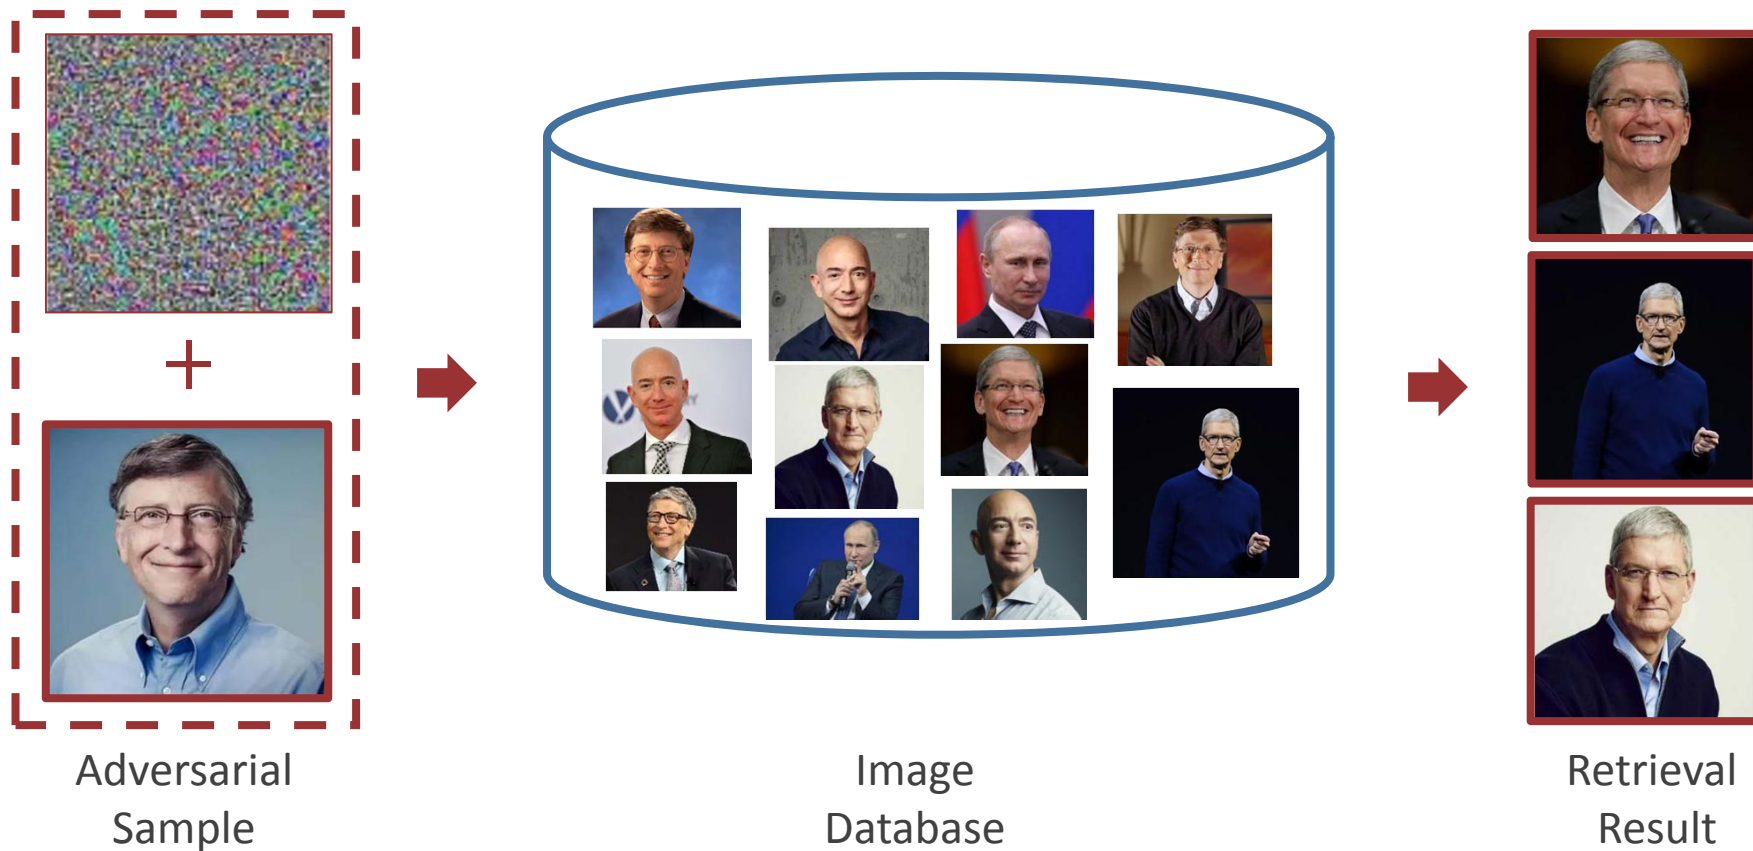 Adversarial
Sample
Image
Database
Retrieval
Result